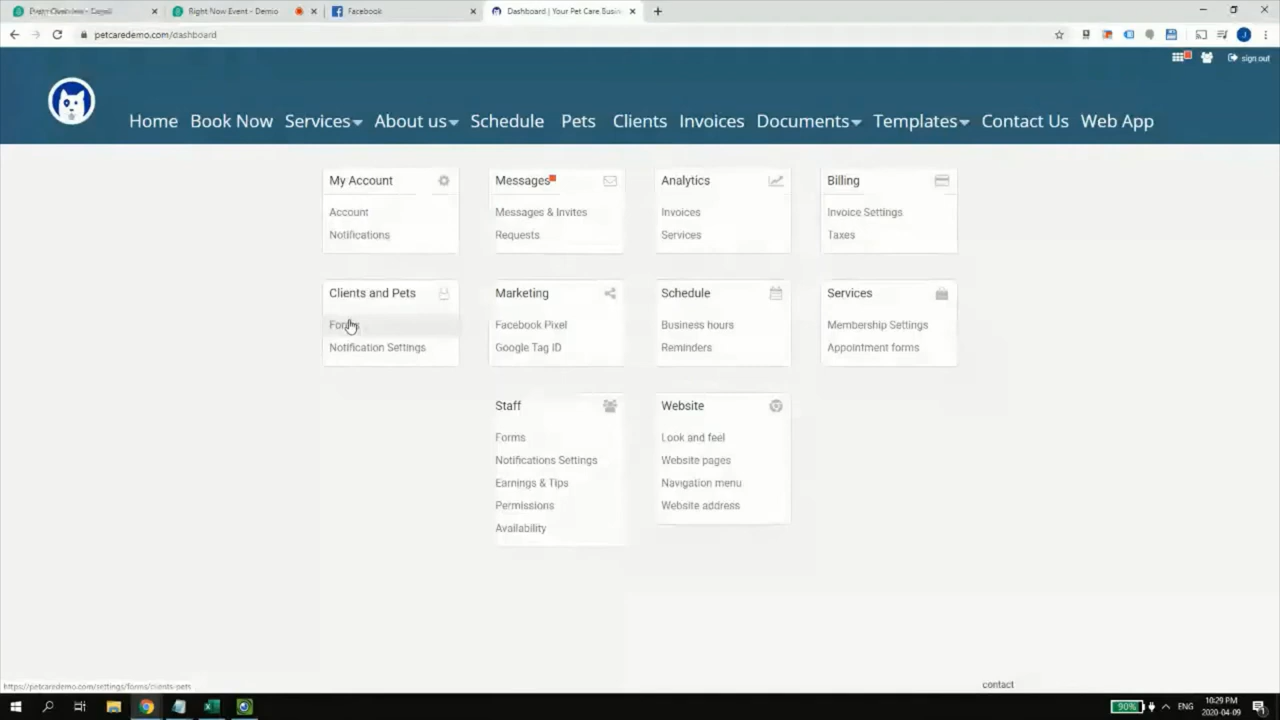 Right Now Event - Demo
Facebook
Dashboard | Your Pet Care Busin
petcaredemo.com/dashboard
sign out
Home Book Now Services About us Schedule Pets Clients Invoices Documents Templates Contact Us Web App
My Account Messages Analytics Billing
Account Messages & Invites Invoices Invoice Settings
Notifications Requests Services Taxes
Clients and Pets Marketing Schedule Services
Forms Facebook Pixel Business hours Membership Settings
Notification Settings Google Tag ID Reminders Appointment forms
Staff Website
Forms Look and feel
Notifications Settings Website pages
Earnings & Tips Navigation menu
Permissions Website address
Availability
contact
https://petcaredemo.com/settings/forms/clients-pets
90% ENG 10:29 PM
2020-04-09